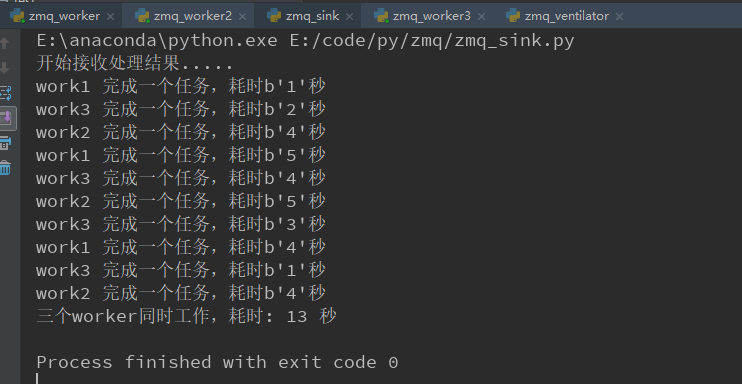 zmq_worker zmq_worker2 zmq_sink zmq_worker3 zmq_ventilator
E:\anaconda\python.exe E:/code/py/zmq/zmq_sink.py
开始接收处理结果.....
work1 完成一个任务，耗时b'1'秒
work3 完成一个任务，耗时b'2'秒
work2 完成一个任务，耗时b'4'秒
work1 完成一个任务，耗时b'5'秒
work3 完成一个任务，耗时b'4'秒
work2 完成一个任务，耗时b'5'秒
work3 完成一个任务，耗时b'3'秒
work1 完成一个任务，耗时b'4'秒
work3 完成一个任务，耗时b'1'秒
work2 完成一个任务，耗时b'4'秒
三个worker同时工作，耗时: 13 秒
Process finished with exit code 0